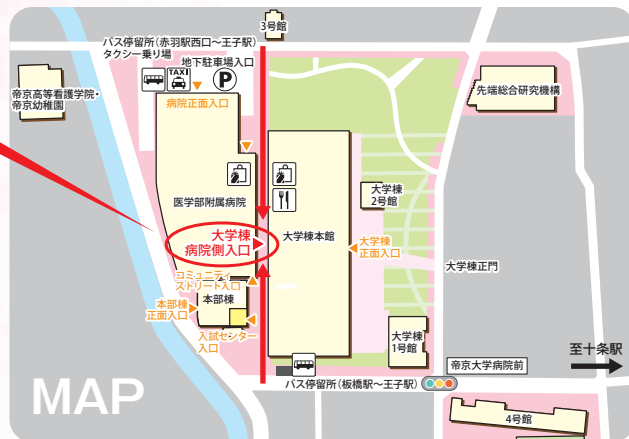 3号館
バス停留所(赤羽駅西口〜王子駅)
タクシー乗り場
地下駐車場入口
TAXI
P
帝京高等看護学院・
帝京幼稚園
病院正面入口
先端総合研究機構
医学部附属病院
大学棟
2号館
大学棟
病院側入口
大学棟本館
大学棟
正面入口
大学棟正門
コミュニティ
ストリート入口
本部棟
本部棟
正面入口
入試センター
入口
大学棟
1号館
至十条駅
帝京大学病院前
バス停留所(板橋駅〜王子駅)
MAP
4号館